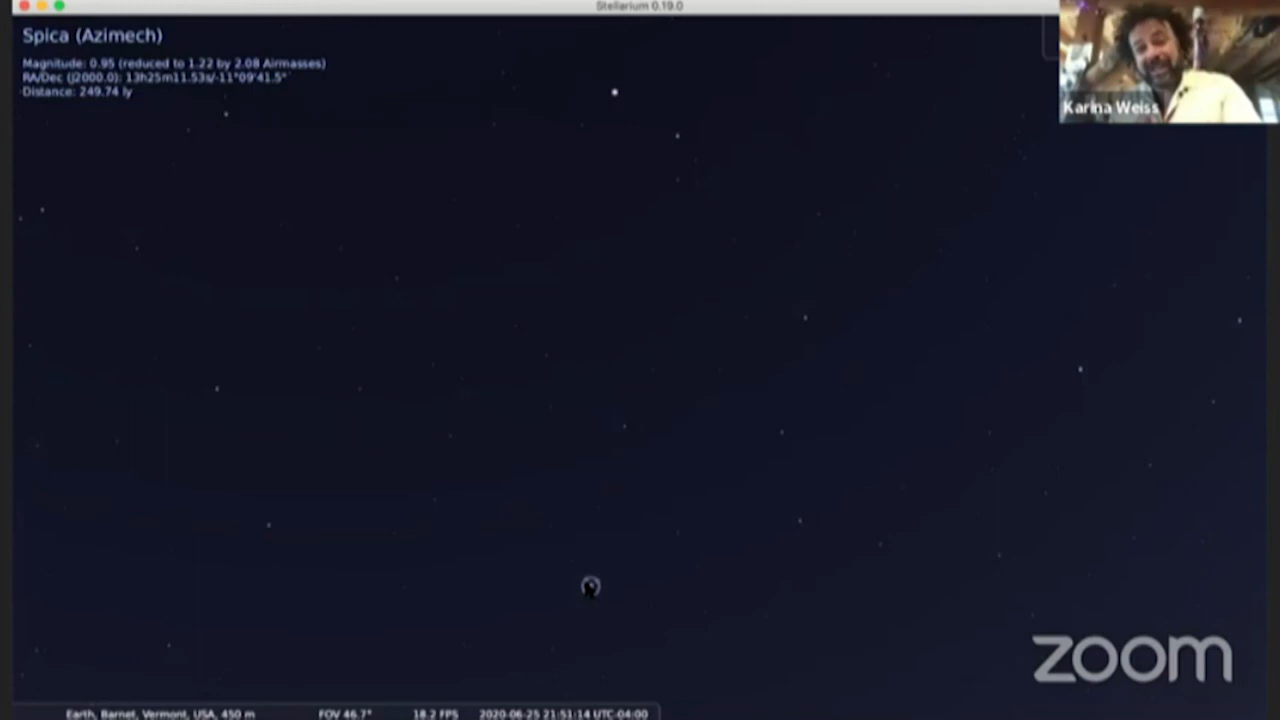 Stellarium 0.19.0
Spica (Azimech)
Magnitude: 0.95 (reduced to 1.22 by 2.08 Airmasses)
RA/Dec (J2000.0): 13h25m11.53s/-11°09'41.5"
Distance: 249.74 ly
Karina Weiss
zoom
Earth, Barnet, Vermont, USA, 450 m FOV 46.7° 18.2 FPS 2020-06-25 21:51:14 UTC-04:00